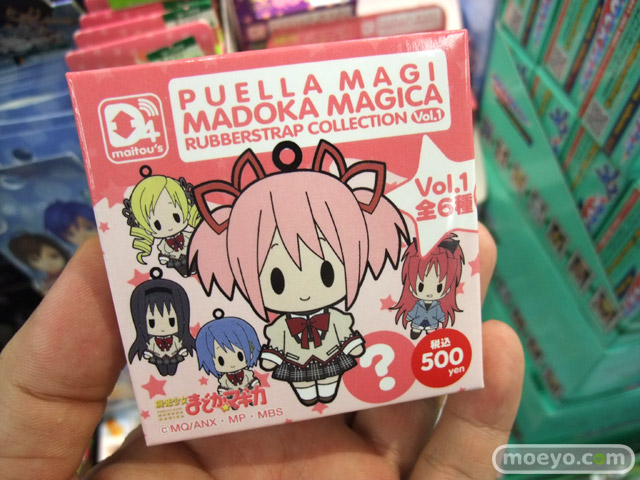 PUELLA MAGI
MADOKA MAGICA
RUBBERSTRAP COLLECTION Vol.1
D4
maitou's
Vol.1
全6種
?
税込
500
yen
魔法少女
まどか☆マギカ
©MQ/ANX・MP・MBS
moeyo.com